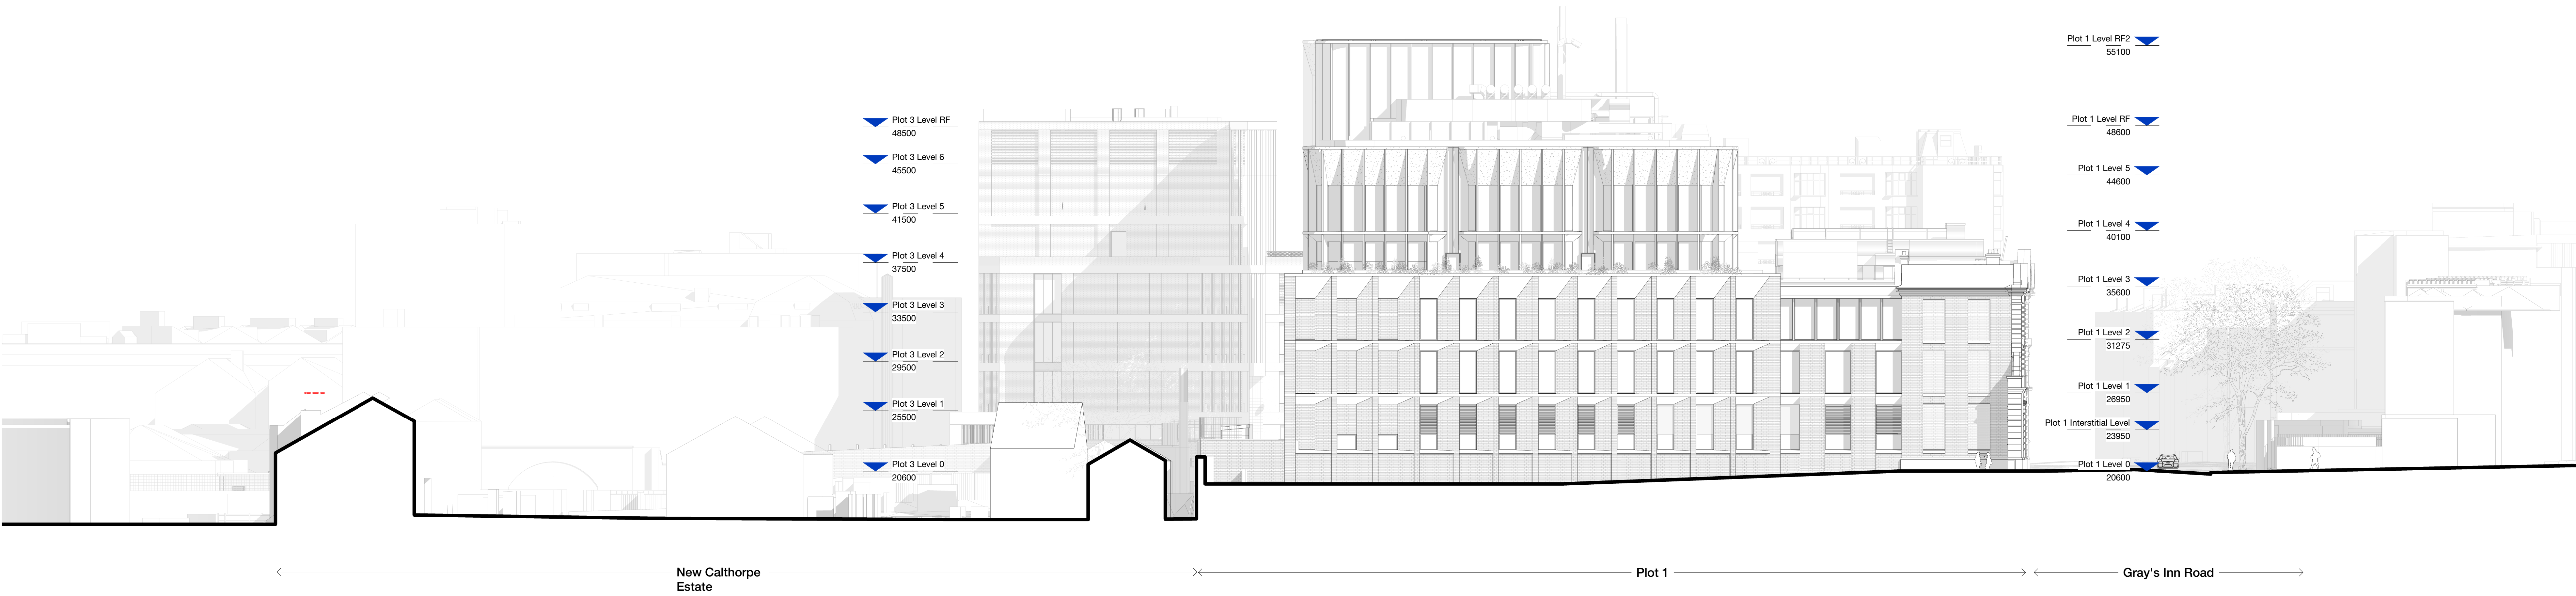 Plot 3 Level RF
48500
Plot 3 Level 6
45500
Plot 3 Level 5
41500
Plot 3 Level 4
37500
Plot 3 Level 3
33500
Plot 3 Level 2
29500
Plot 3 Level 1
25500
Plot 3 Level 0
20600
Plot 1 Level RF2
55100
Plot 1 Level RF
48600
Plot 1 Level 5
44600
Plot 1 Level 4
40100
Plot 1 Level 3
35600
Plot 1 Level 2
31275
Plot 1 Level 1
26950
Plot 1 Interstitial Level
23950
Plot 1 Level 0
20600
New Calthorpe
Estate
Plot 1
Gray's Inn Road